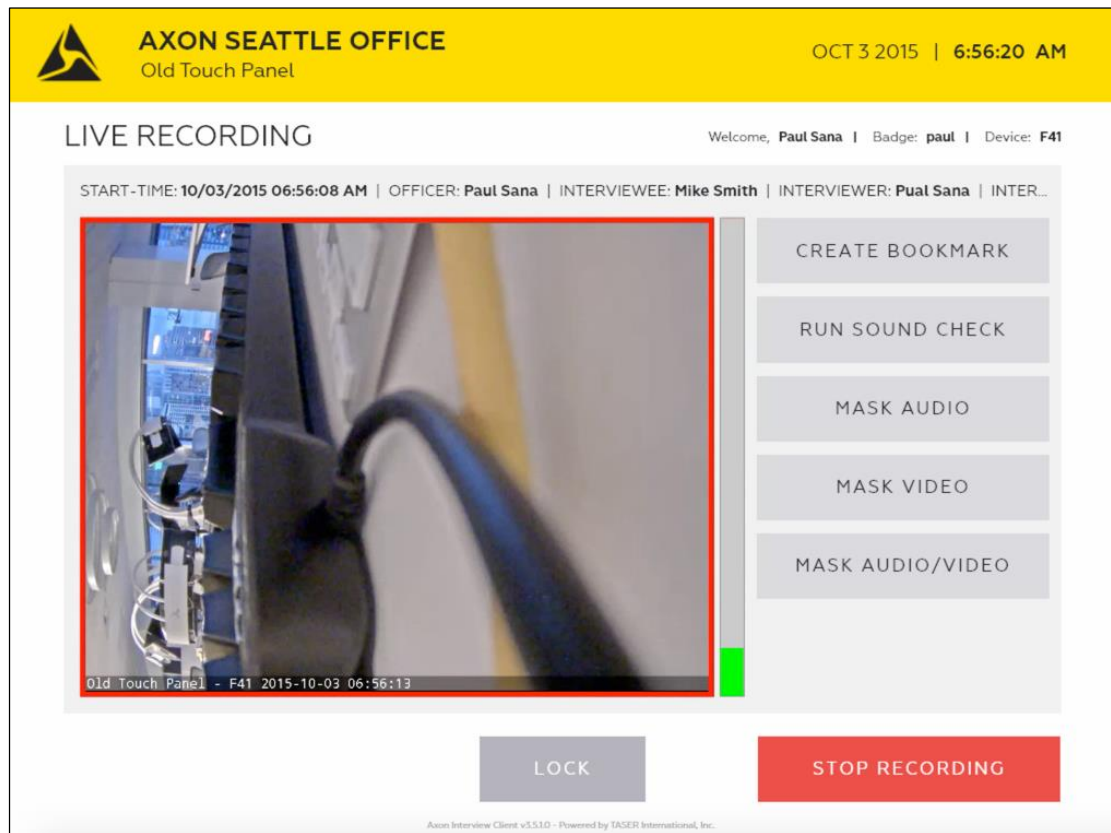 AXON SEATTLE OFFICE
Old Touch Panel
OCT 3 2015 | 6:56:20 AM
LIVE RECORDING
Welcome, Paul Sana | Badge: paul | Device: F41
START-TIME: 10/03/2015 06:56:08 AM | OFFICER: Paul Sana | INTERVIEWEE: Mike Smith | INTERVIEWER: Pual Sana | INTER...
CREATE BOOKMARK
RUN SOUND CHECK
MASK AUDIO
MASK VIDEO
MASK AUDIO/VIDEO
Old Touch Panel - F41 2015-10-03 06:56:13
LOCK
STOP RECORDING
Axon Interview Client v3.5.1.0 - Powered by TASER International, Inc.